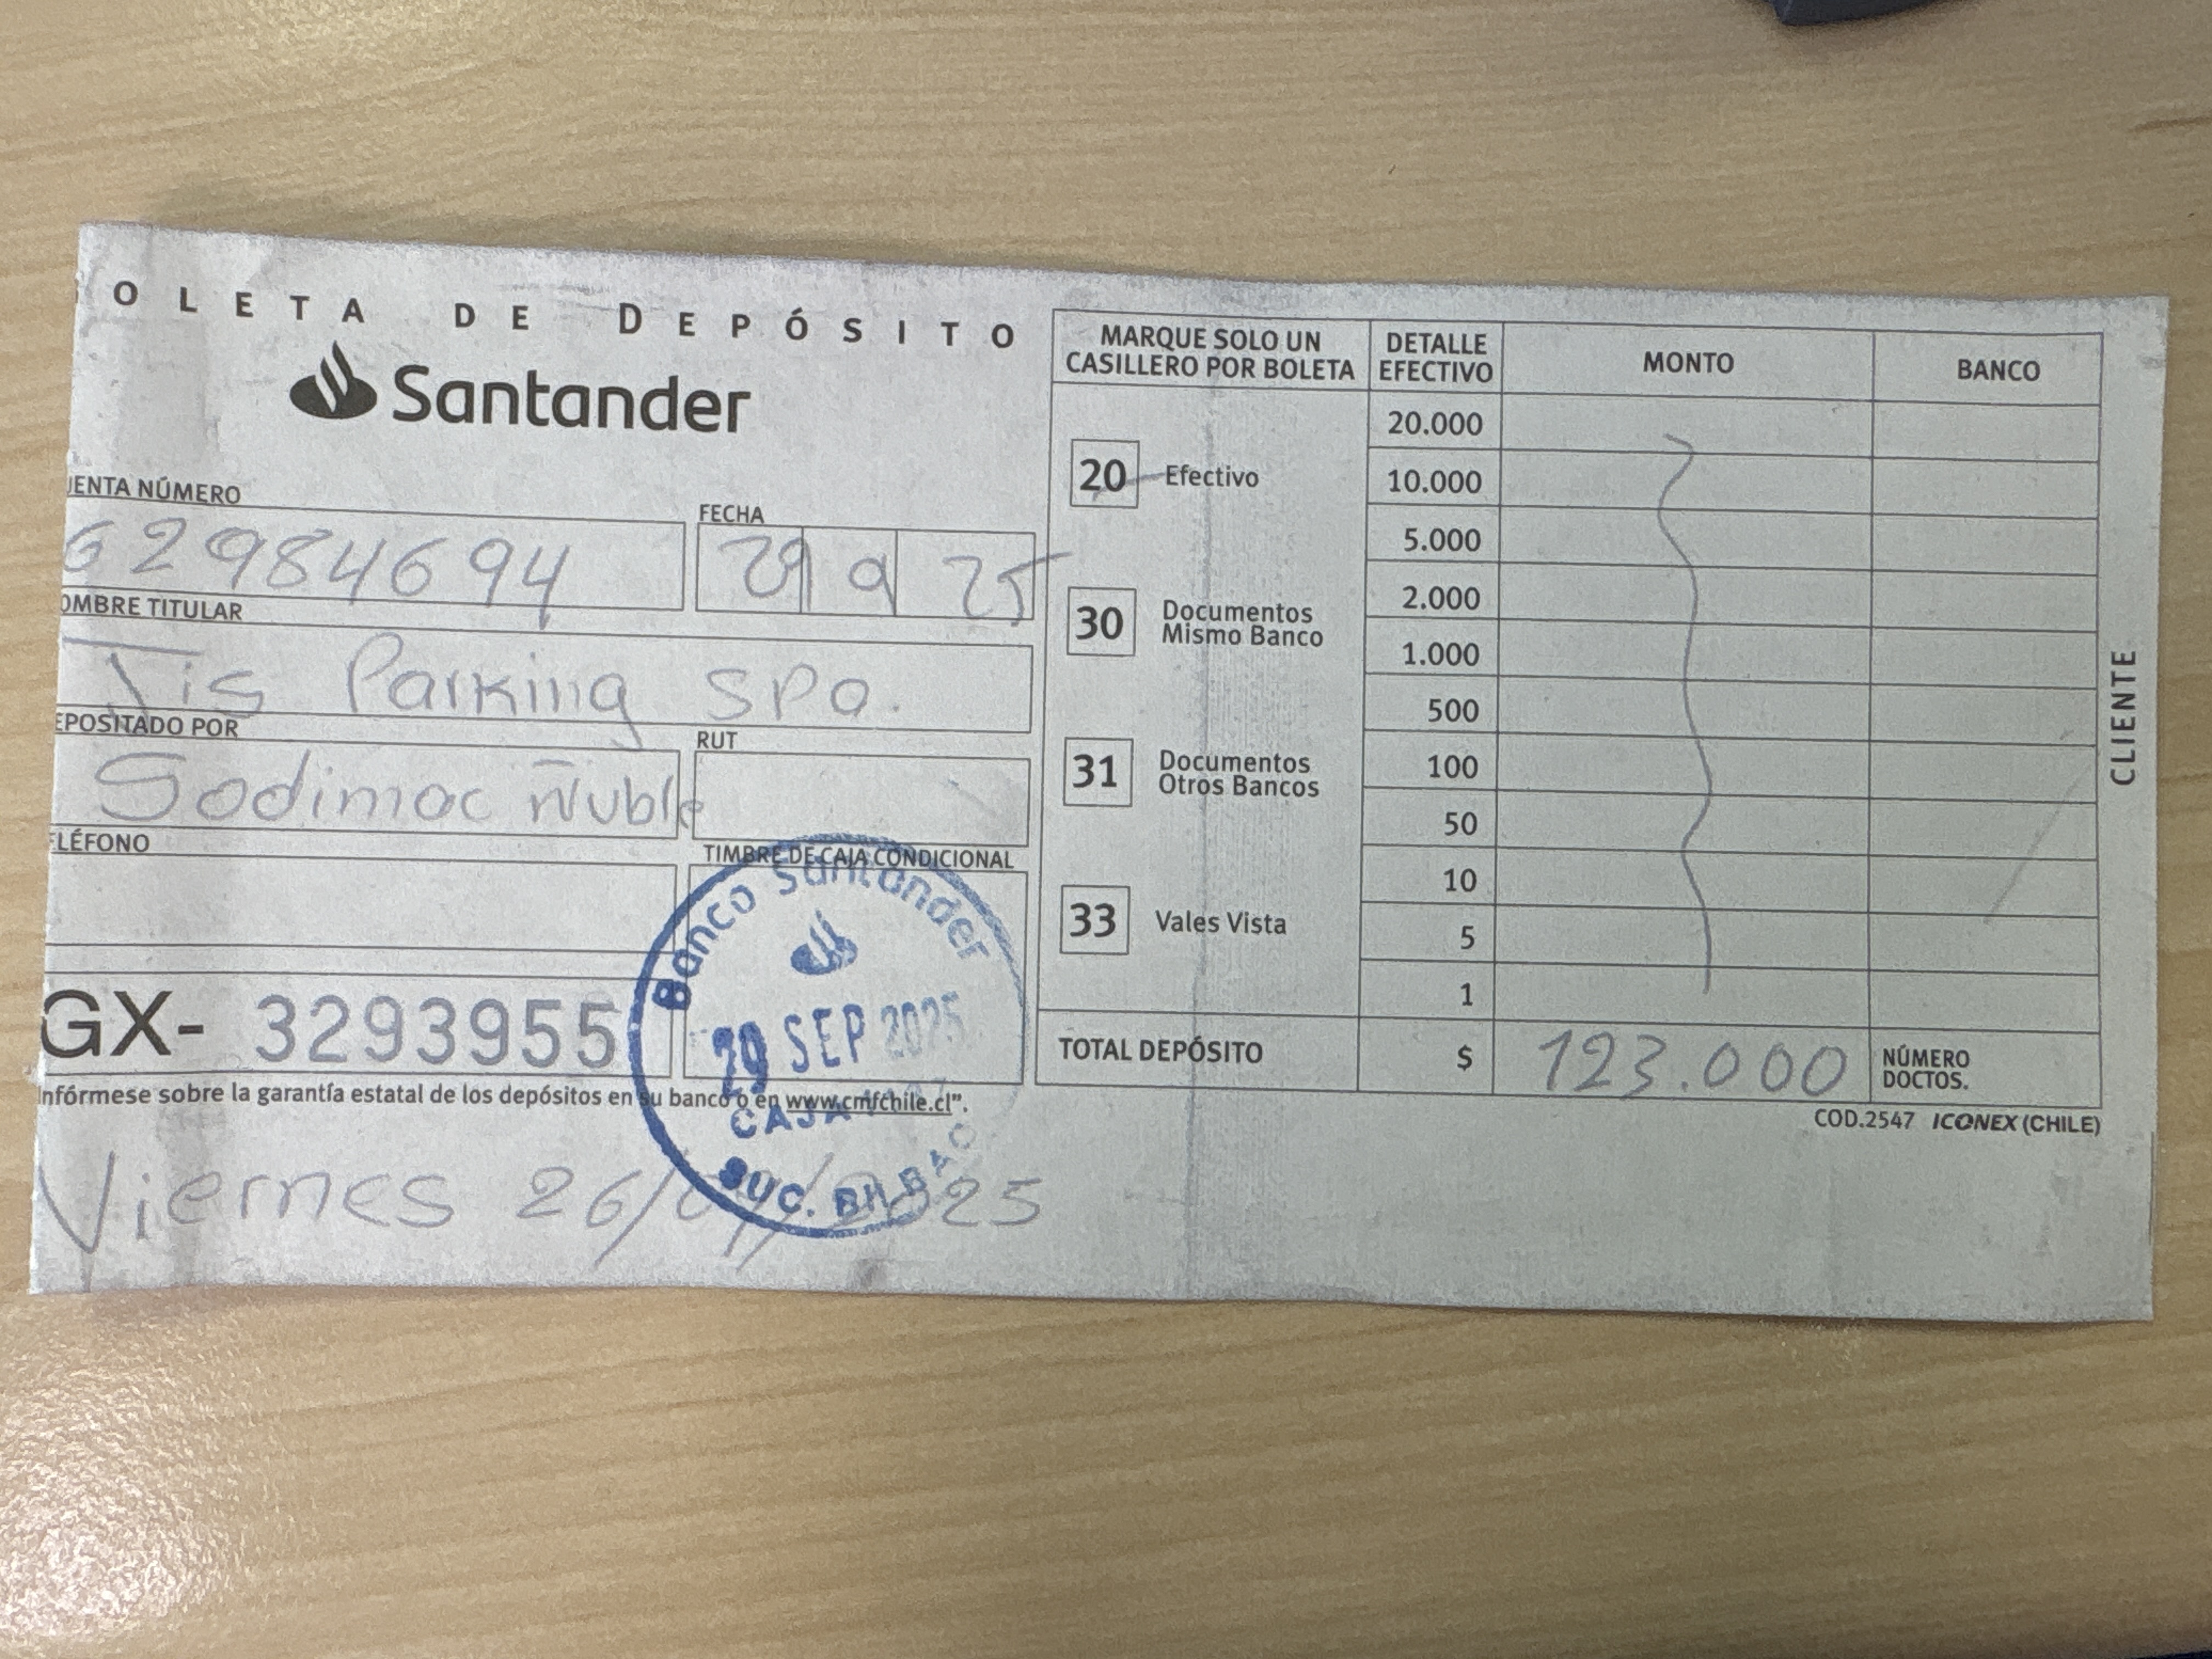 OLETA DE DEPÓSITO
Santander
UENTA NÚMERO
62984694
FECHA
29 9 25
OMBRE TITULAR
Jis Parking SPA.
EPOSITADO POR
Sodimac Ñuble
RUT
ELÉFONO
TIMBRE DE CAJA CONDICIONAL
Banco Santander
29 SEP 2025
CAJA
SUC. BILBAO
GX- 3293955
nfórmese sobre la garantía estatal de los depósitos en su banco o en www.cmfchile.cl".
Viernes 26/09/2025
MARQUE SOLO UN CASILLERO POR BOLETA
20 Efectivo
30 Documentos Mismo Banco
31 Documentos Otros Bancos
33 Vales Vista
DETALLE EFECTIVO MONTO BANCO
20.000
10.000
5.000
2.000
1.000
500
100
50
10
5
1
TOTAL DEPÓSITO $ 123.000 NÚMERO DOCTOS.
COD.2547 ICONEX (CHILE)
CLIENTE